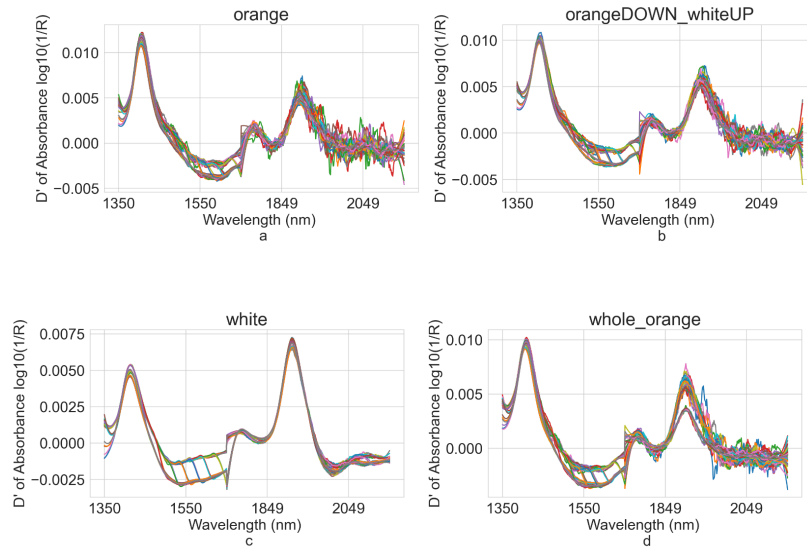 orange
D' of Absorbance log10(1/R)
0.010
0.005
0.000
−0.005
1350 1550 1849 2049
Wavelength (nm)
a
orangeDOWN_whiteUP
D' of Absorbance log10(1/R)
0.010
0.005
0.000
−0.005
1350 1550 1849 2049
Wavelength (nm)
b
white
D' of Absorbance log10(1/R)
0.0075
0.0050
0.0025
0.0000
−0.0025
1350 1550 1849 2049
Wavelength (nm)
c
whole_orange
D' of Absorbance log10(1/R)
0.010
0.005
0.000
1350 1550 1849 2049
Wavelength (nm)
d